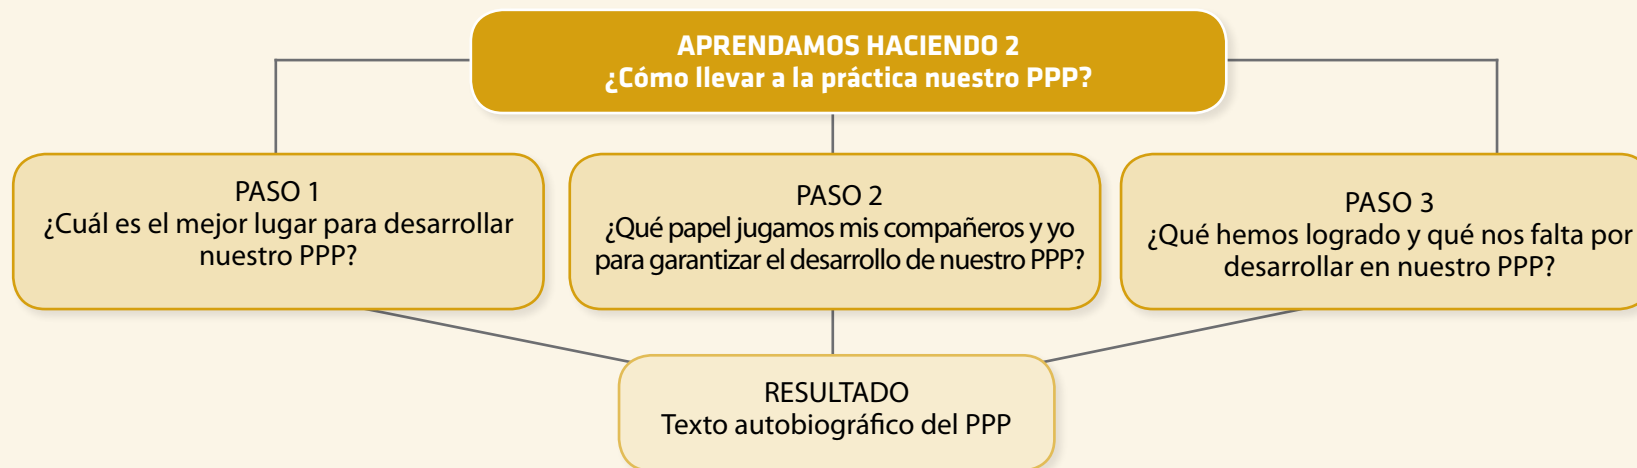 APRENDAMOS HACIENDO 2
¿Cómo llevar a la práctica nuestro PPP?
PASO 1
¿Cuál es el mejor lugar para desarrollar
nuestro PPP?
PASO 2
¿Qué papel jugamos mis compañeros y yo
para garantizar el desarrollo de nuestro PPP?
PASO 3
¿Qué hemos logrado y qué nos falta por
desarrollar en nuestro PPP?
RESULTADO
Texto autobiográfico del PPP